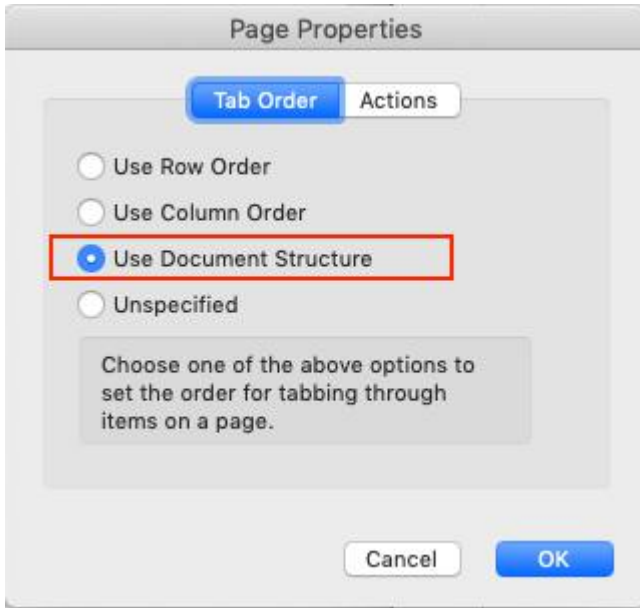 Page Properties
Tab Order Actions
Use Row Order
Use Column Order
Use Document Structure
Unspecified
Choose one of the above options to
set the order for tabbing through
items on a page.
Cancel OK